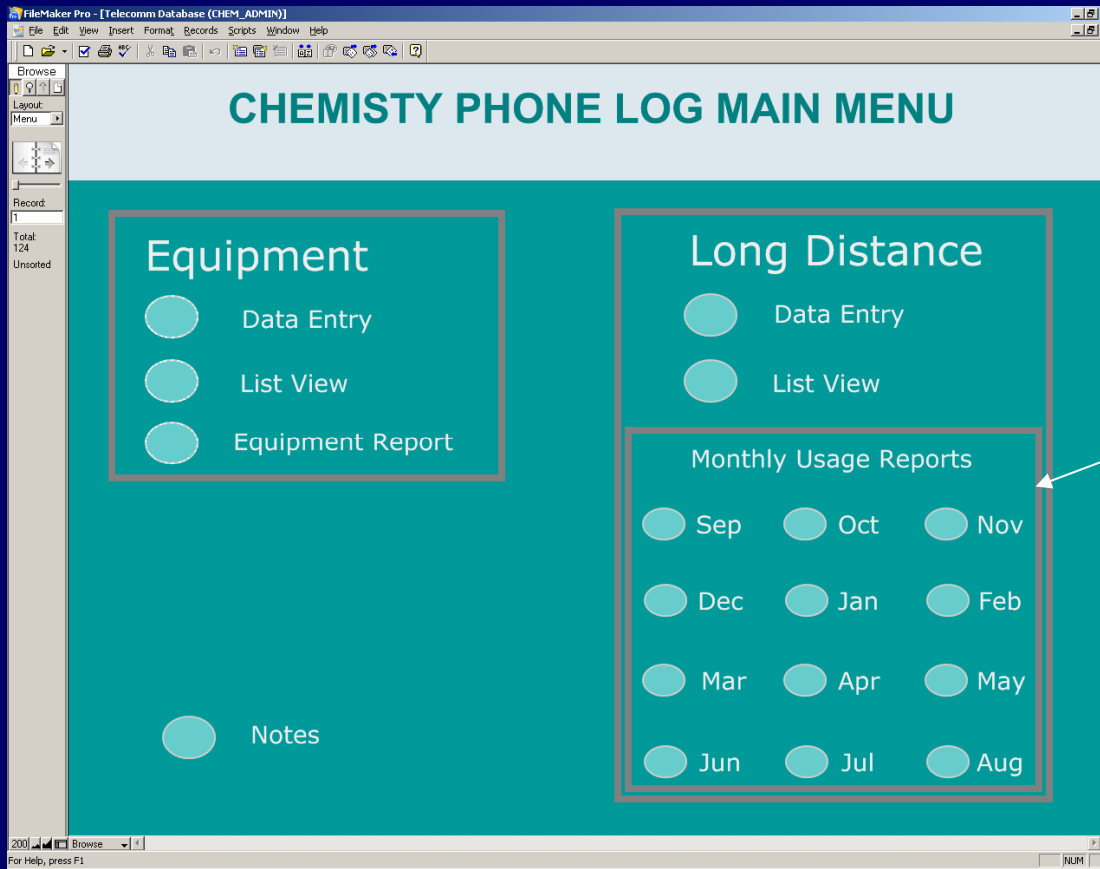 FileMaker Pro - [Telecomm Database (CHEM_ADMIN)]
File Edit View Insert Format Records Scripts Window Help
Browse
Layout:
Menu
Record:
1
Total:
124
Unsorted
CHEMISTY PHONE LOG MAIN MENU
Equipment
Data Entry
List View
Equipment Report
Notes
Long Distance
Data Entry
List View
Monthly Usage Reports
Sep Oct Nov
Dec Jan Feb
Mar Apr May
Jun Jul Aug
200 Browse
For Help, press F1
NUM